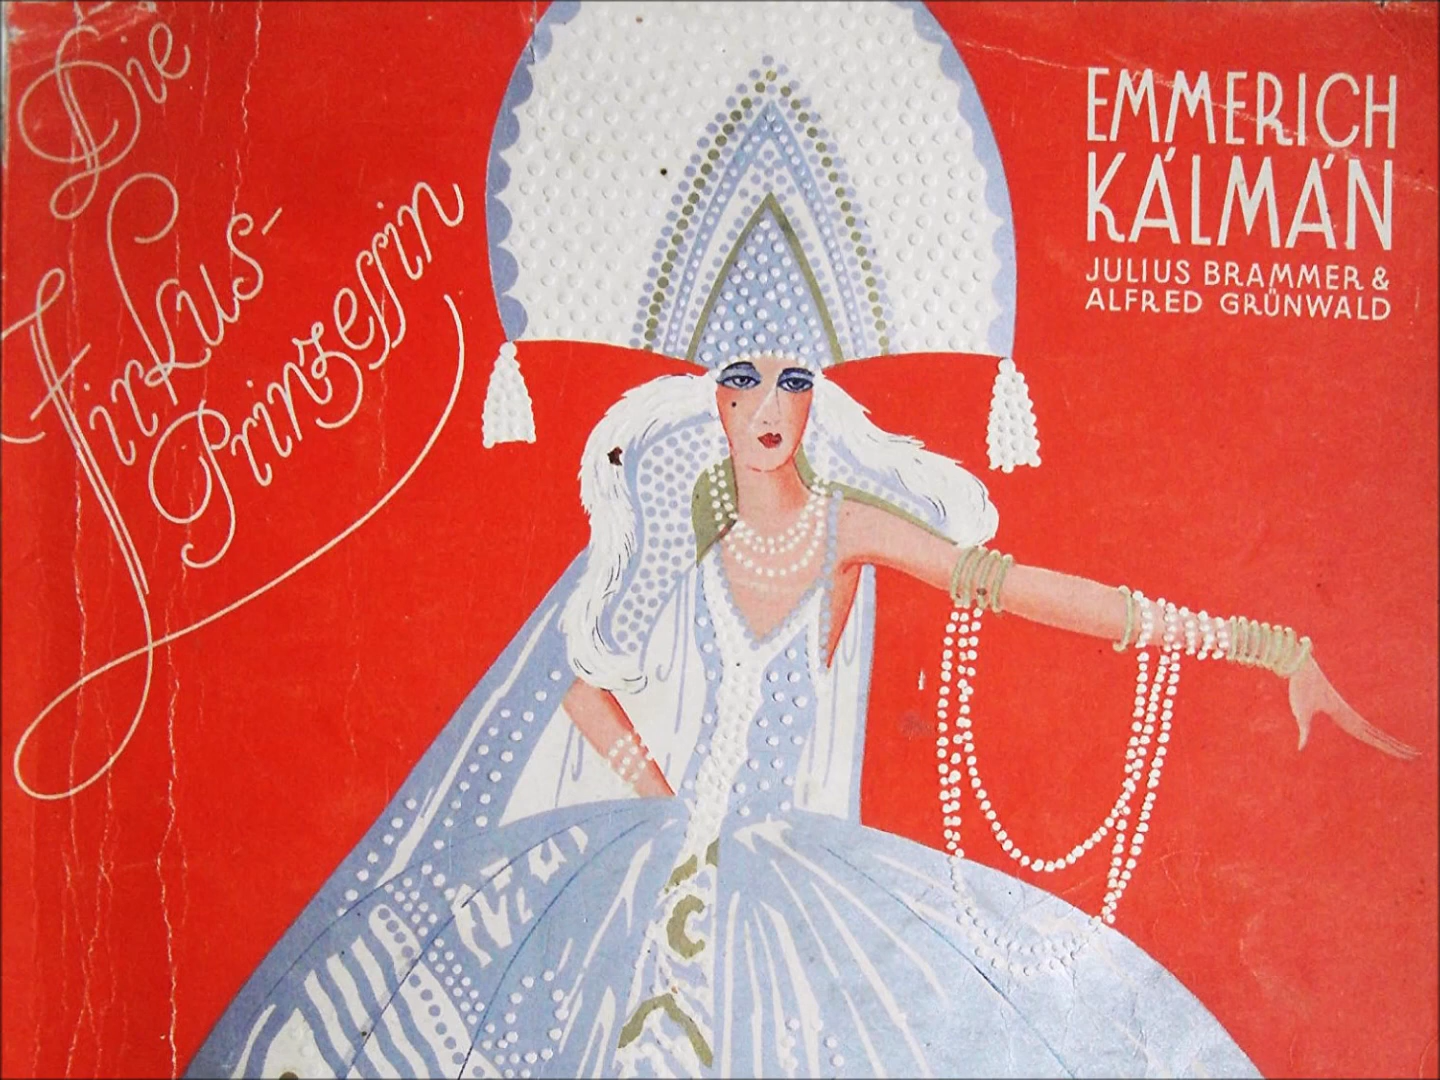 Die
Zirkus-
Prinzessin
EMMERICH
KÁLMÁN
JULIUS BRAMMER &
ALFRED GRÜNWALD